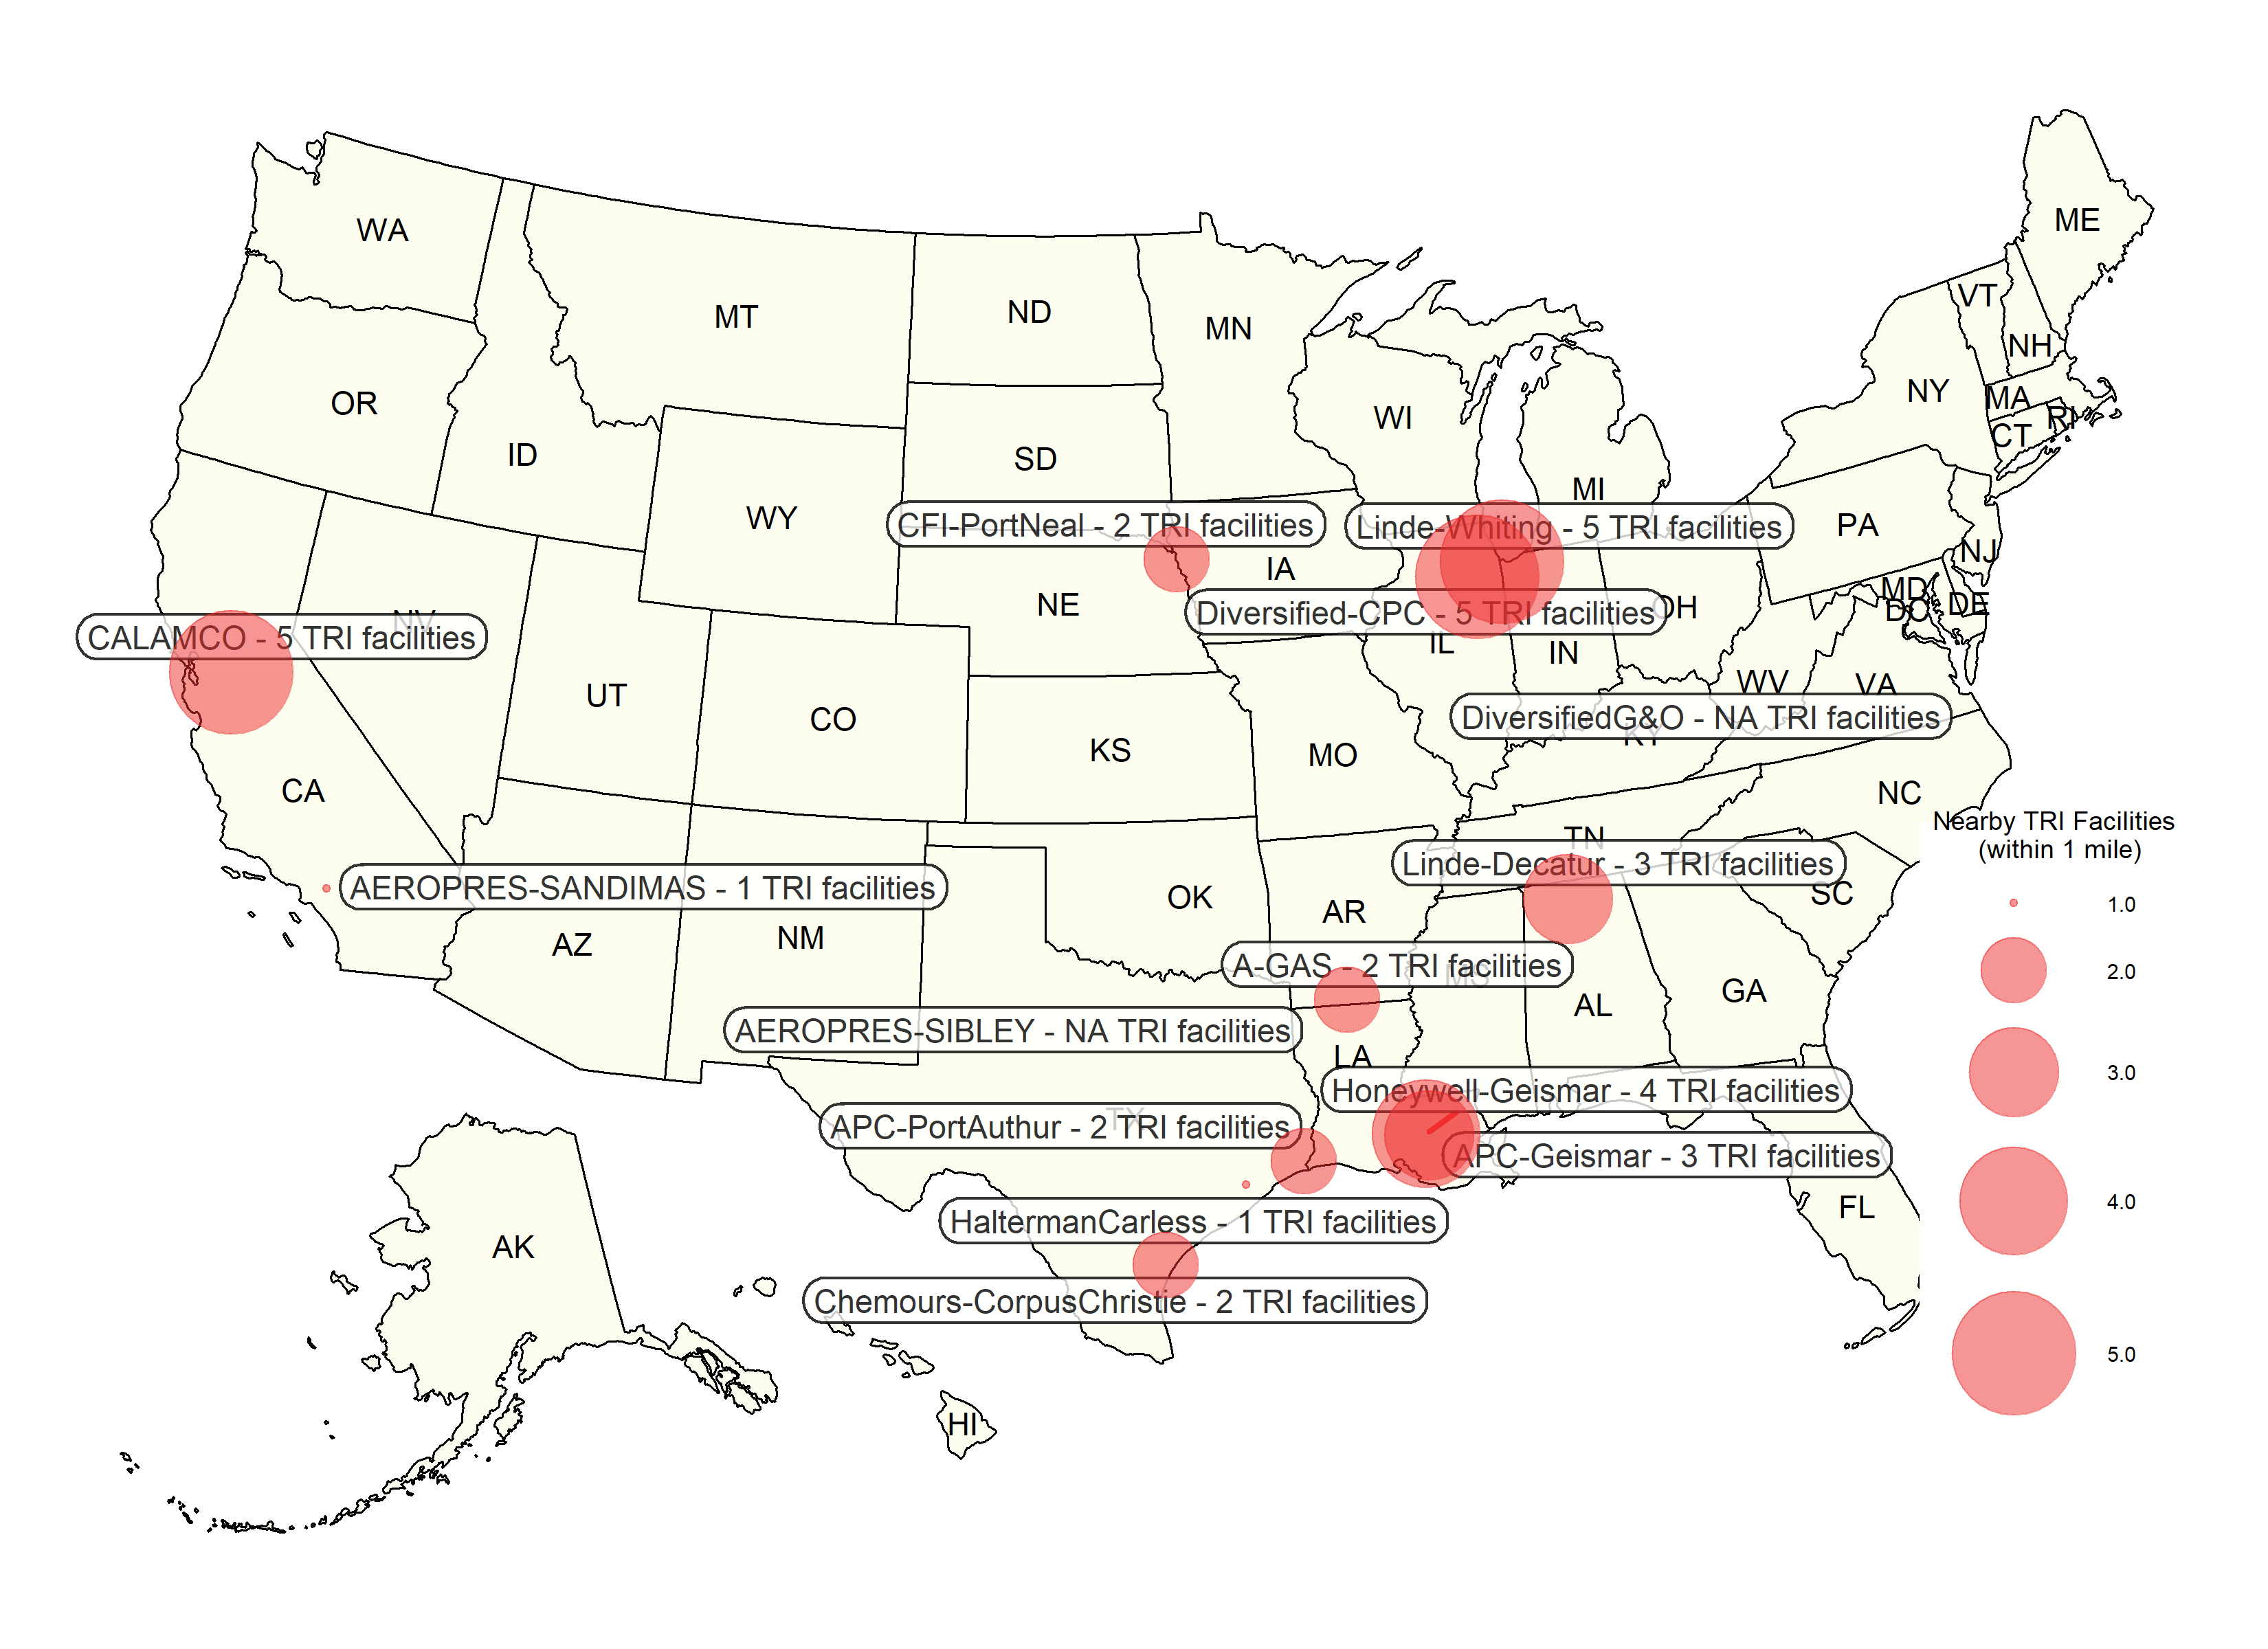 WA
ME
MT
ND
MN
VT
NH
OR
ID
SD
WI
NY
MA
RI
CT
MI
WY
CFI-PortNeal - 2 TRI facilities
Linde-Whiting - 5 TRI facilities
PA
NJ
IA
NE
Diversified-CPC - 5 TRI facilities
OH
MD
DC
DE
NV
CALAMCO - 5 TRI facilities
IL
IN
UT
CO
WV
VA
DiversifiedG&O - NA TRI facilities
KY
KS
MO
CA
NC
Nearby TRI Facilities
(within 1 mile)
TN
Linde-Decatur - 3 TRI facilities
AEROPRES-SANDIMAS - 1 TRI facilities
OK
AR
SC
1.0
AZ
NM
A-GAS - 2 TRI facilities
MS
2.0
AL
GA
AEROPRES-SIBLEY - NA TRI facilities
LA
3.0
Honeywell-Geismar - 4 TRI facilities
TX
APC-PortAuthur - 2 TRI facilities
APC-Geismar - 3 TRI facilities
4.0
FL
HaltermanCarless - 1 TRI facilities
AK
Chemours-CorpusChristie - 2 TRI facilities
5.0
HI